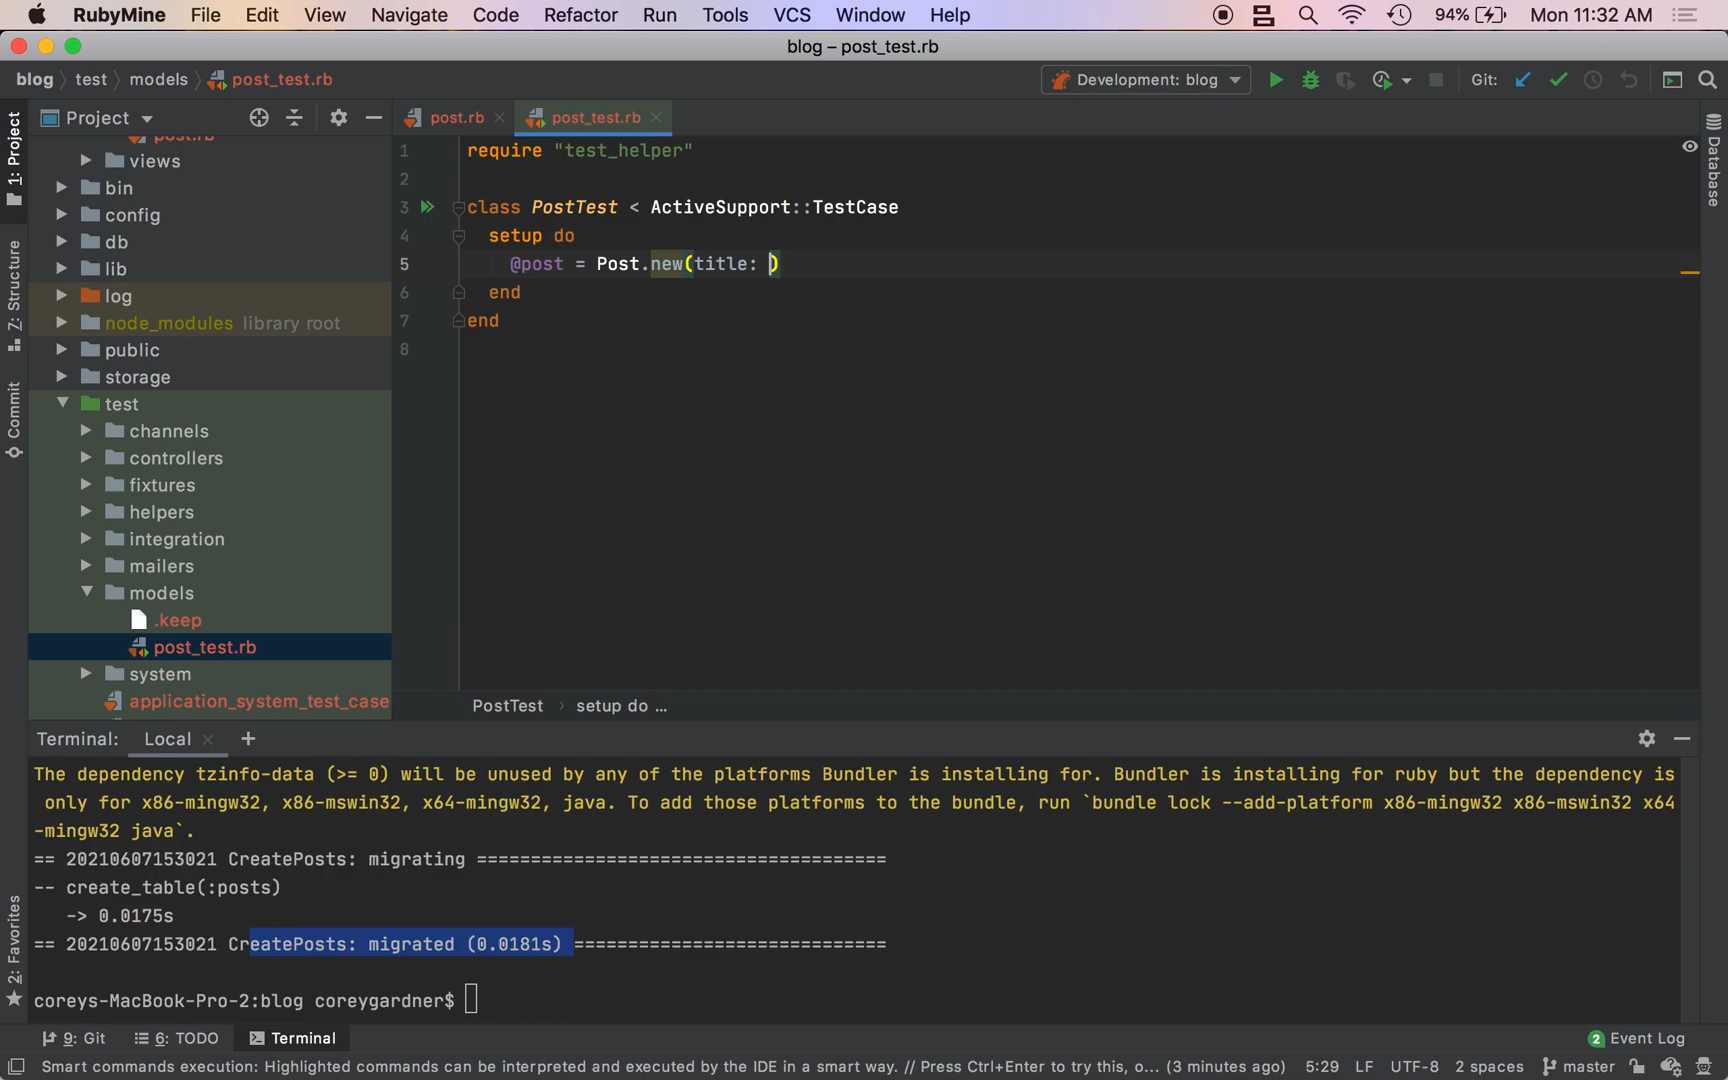 RubyMine File Edit View Navigate Code Refactor Run Tools VCS Window Help 94% Mon 11:32 AM
blog – post_test.rb
blog test models post_test.rb Development: blog Git:
Project post.rb post_test.rb
post.rb
views
bin
config
db
lib
log
node_modules library root
public
storage
test
channels
controllers
fixtures
helpers
integration
mailers
models
.keep
post_test.rb
system
application_system_test_case
1 require "test_helper"
2
3 class PostTest < ActiveSupport::TestCase
4 setup do
5 @post = Post.new(title: )
6 end
7 end
8
PostTest › setup do ...
1: Project
Z: Structure
Commit
2: Favorites
Database
Terminal: Local +
The dependency tzinfo-data (>= 0) will be unused by any of the platforms Bundler is installing for. Bundler is installing for ruby but the dependency is
only for x86-mingw32, x86-mswin32, x64-mingw32, java. To add those platforms to the bundle, run `bundle lock --add-platform x86-mingw32 x86-mswin32 x64
-mingw32 java`.
== 20210607153021 CreatePosts: migrating ======================================
-- create_table(:posts)
-> 0.0175s
== 20210607153021 CreatePosts: migrated (0.0181s) =============================
coreys-MacBook-Pro-2:blog coreygardner$
9: Git 6: TODO Terminal 2 Event Log
Smart commands execution: Highlighted commands can be interpreted and executed by the IDE in a smart way. // Press Ctrl+Enter to try this, o... (3 minutes ago) 5:29 LF UTF-8 2 spaces master